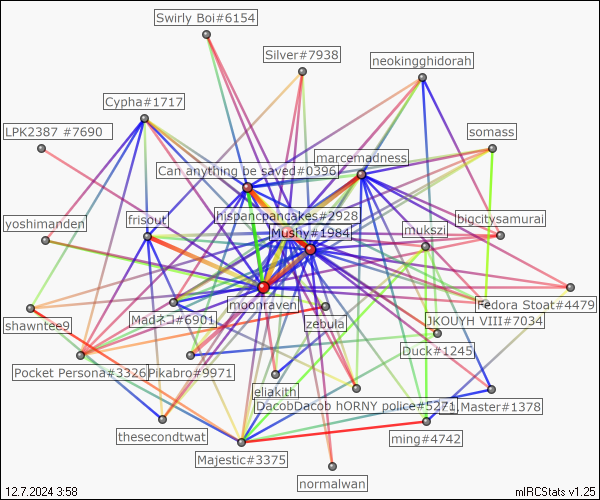 Swirly Boi#6154
Silver#7938
neokingghidorah
Cypha#1717
LPK2387 #7690
somass
marcemadness
Can anything be saved#0396
hispancpancakes#2928
bigcitysamurai
yoshimanden
frisout
mukszi
Mushy#1984
moonraven
Fedora Stoat#4479
Madネコ#6901
zebula
JKOUYH VIII#7034
shawntee9
Duck#1245
Pocket Persona#3326
Pikabro#9971
eliakith
DacobDacob hORNY police#5271
Master#1378
thesecondtwat
ming#4742
Majestic#3375
normalwan
12.7.2024 3:58
mIRCStats v1.25